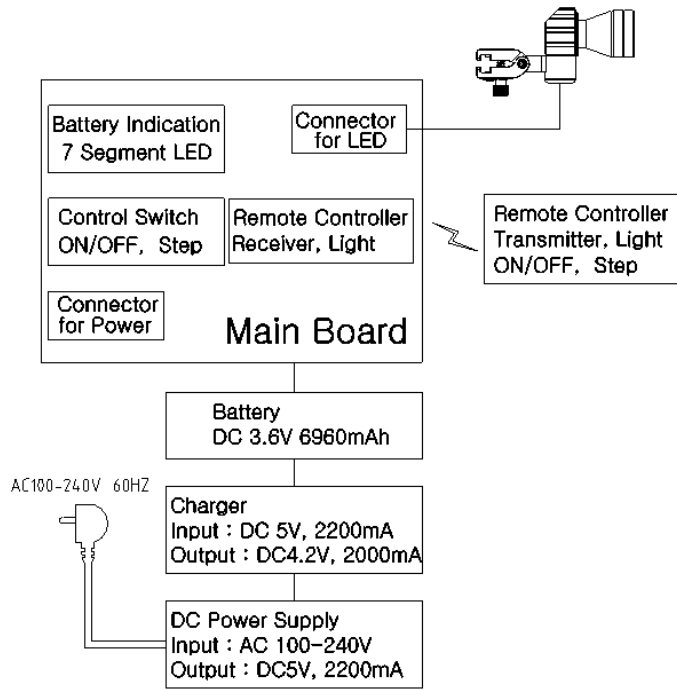 Battery Indication
7 Segment LED
Connector
for LED
Control Switch
ON/OFF, Step
Remote Controller
Receiver, Light
Remote Controller
Transmitter, Light
ON/OFF, Step
Connector
for Power
Main Board
Battery
DC 3.6V 6960mAh
AC100-240V 60HZ
Charger
Input : DC 5V, 2200mA
Output : DC4.2V, 2000mA
DC Power Supply
Input : AC 100-240V
Output : DC5V, 2200mA